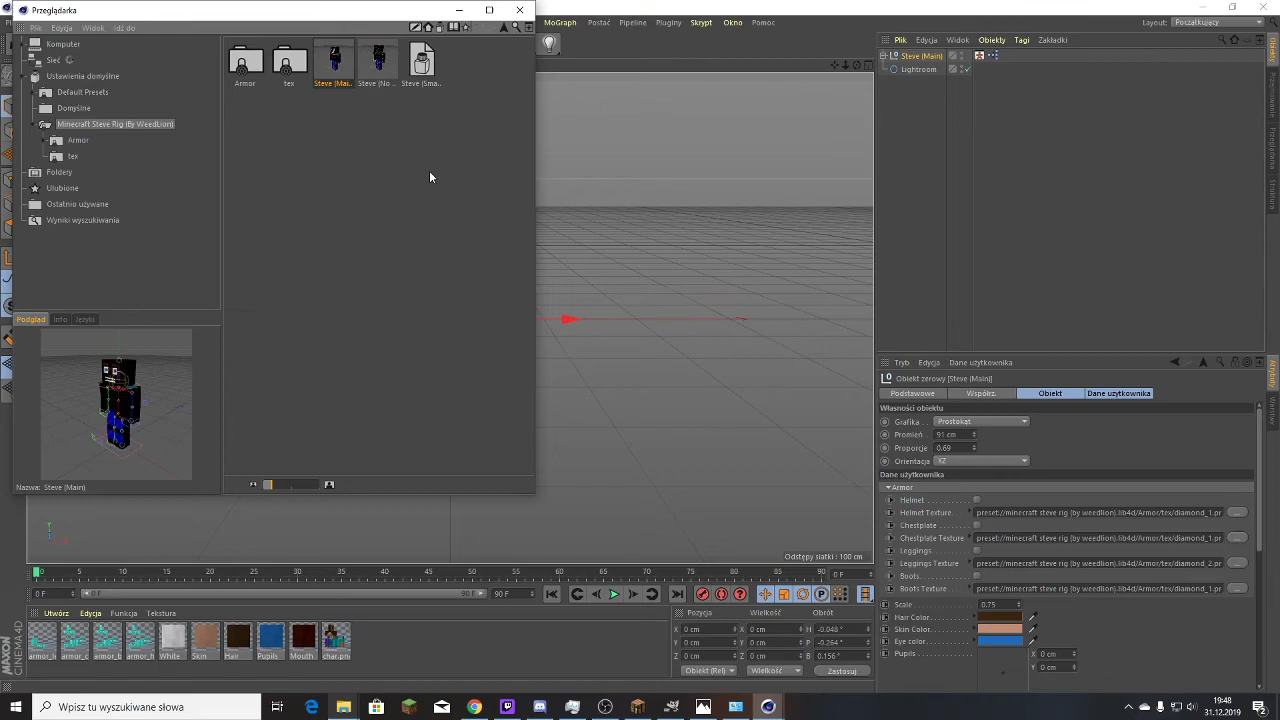 Przeglądarka
Plik Edycja Widok Idź do
Komputer
Sieć
Ustawienia domyślne
Default Presets
Domyślne
Minecraft Steve Rig (By WeedLion)
Armor
tex
Foldery
Ulubione
Ostatnio używane
Wyniki wyszukiwania
Armor tex Steve (Mai.. Steve (No .. Steve (Sma..
Podgląd Info Języki
Nazwa: Steve (Main)
MoGraph Postać Pipeline Pluginy Skrypt Okno Pomoc
Layout: Początkujący
Plik Edycja Widok Obiekty Tagi Zakładki
Steve (Main)
Lightroom
Obiekty
Przeglądarka
Struktura
Odstępy siatki : 100 cm
Tryb Edycja Dane użytkownika
Obiekt zerowy [Steve (Main)]
Podstawowe Współrz. Obiekt Dane użytkownika
Własności obiektu
Grafika . . Prostokąt
Promień . 91 cm
Proporcje 0.69
Orientacja XZ
Dane użytkownika
Armor
Helmet
Helmet Texture. preset://minecraft steve rig (by weedlion).lib4d/Armor/tex/diamond_1.pr ...
Chestplate
Chestplate Texture preset://minecraft steve rig (by weedlion).lib4d/Armor/tex/diamond_1.pr ...
Leggings
Leggings Texture preset://minecraft steve rig (by weedlion).lib4d/Armor/tex/diamond_2.pr ...
Boots.
Boots Texture preset://minecraft steve rig (by weedlion).lib4d/Armor/tex/diamond_1.pr ...
Scale 0.75
Hair Color.
Skin Color.
Eye color
Pupils X 0 cm
Y 0 cm
Atrybuty
Warstwy
0 5 10 15 20 25 30 35 40 45 50 55 60 65 70 75 80 85 90 0 F
0 F 0 F 90 F 90 F
Utwórz Edycja Funkcja Tekstura
armor_l armor_c armor_b armor_h White Skin Hair Pupils Mouth char.pn
Pozycja Wielkość Obrót
X 0 cm X 0 cm H -0.048 °
Y 0 cm Y 0 cm P -0.264 °
Z 0 cm Z 0 cm B 0.156 °
Obiekt (Rel) Wielkość Zastosuj
MAXON CINEMA 4D
Wpisz tu wyszukiwane słowa
19:48
31.12.2019